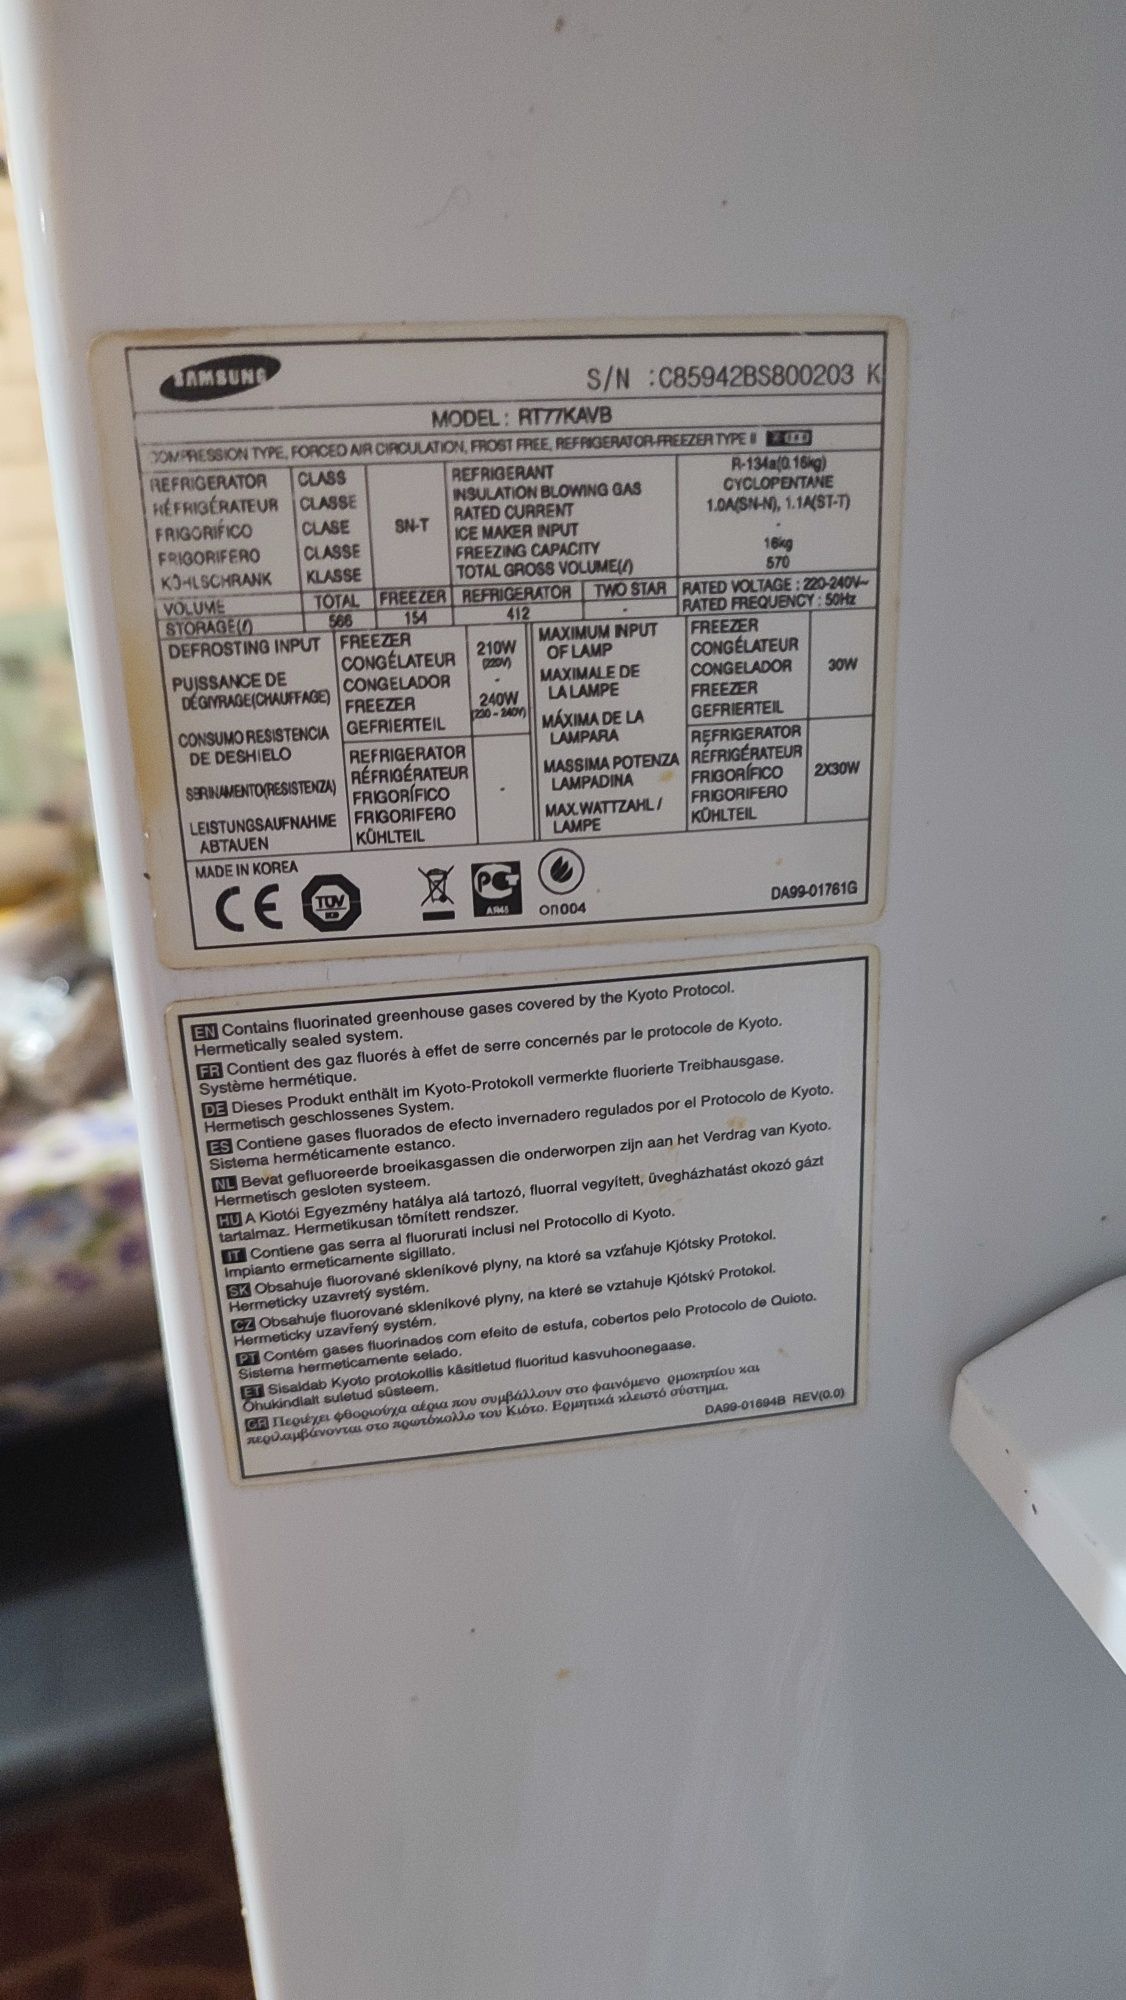 SAMSUNG
S/N :C85942BS800203 K
MODEL : RT77KAVB
COMPRESSION TYPE, FORCED AIR CIRCULATION, FROST FREE, REFRIGERATOR-FREEZER TYPE II
REFRIGERATOR CLASS
RÉFRIGÉRATEUR CLASSE
FRIGORÍFICO CLASE
FRIGORIFERO CLASSE
KÜHLSCHRANK KLASSE
SN-T
REFRIGERANT R-134a(0.16kg)
INSULATION BLOWING GAS CYCLOPENTANE
RATED CURRENT 1.0A(SN-N), 1.1A(ST-T)
ICE MAKER INPUT -
FREEZING CAPACITY 16kg
TOTAL GROSS VOLUME(l) 570
VOLUME TOTAL FREEZER REFRIGERATOR TWO STAR RATED VOLTAGE : 220-240V~
STORAGE(l) 566 154 412 - RATED FREQUENCY : 50Hz
DEFROSTING INPUT
PUISSANCE DE
DÉGIVRAGE(CHAUFFAGE)
CONSUMO RESISTENCIA
DE DESHIELO
SBRINAMENTO(RESISTENZA)
LEISTUNGSAUFNAHME
ABTAUEN
FREEZER
CONGÉLATEUR
CONGELADOR
FREEZER
GEFRIERTEIL
210W
(220V)
-
240W
(230 - 240V)
REFRIGERATOR
RÉFRIGÉRATEUR
FRIGORÍFICO
FRIGORIFERO
KÜHLTEIL
-
MAXIMUM INPUT
OF LAMP
MAXIMALE DE
LA LAMPE
MÁXIMA DE LA
LAMPARA
MASSIMA POTENZA
LAMPADINA
MAX.WATTZAHL /
LAMPE
FREEZER
CONGÉLATEUR
CONGELADOR
FREEZER
GEFRIERTEIL
30W
REFRIGERATOR
RÉFRIGÉRATEUR
FRIGORÍFICO
FRIGORIFERO
KÜHLTEIL
2X30W
MADE IN KOREA
CE TÜV РСТ АЯ46 ОП004
DA99-01761G
EN Contains fluorinated greenhouse gases covered by the Kyoto Protocol.
Hermetically sealed system.
FR Contient des gaz fluorés à effet de serre concernés par le protocole de Kyoto.
Système hermétique.
DE Dieses Produkt enthält im Kyoto-Protokoll vermerkte fluorierte Treibhausgase.
Hermetisch geschlossenes System.
ES Contiene gases fluorados de efecto invernadero regulados por el Protocolo de Kyoto.
Sistema herméticamente estanco.
NL Bevat gefluoreerde broeikasgassen die onderworpen zijn aan het Verdrag van Kyoto.
Hermetisch gesloten systeem.
HU A Kiotói Egyezmény hatálya alá tartozó, fluorral vegyített, üvegházhatást okozó gázt
tartalmaz. Hermetikusan tömített rendszer.
IT Contiene gas serra al fluorurati inclusi nel Protocollo di Kyoto.
Impianto ermeticamente sigillato.
SK Obsahuje fluorované skleníkové plyny, na ktoré sa vzťahuje Kjótsky Protokol.
Hermeticky uzavretý systém.
CZ Obsahuje fluorované skleníkové plyny, na které se vztahuje Kjótský Protokol.
Hermeticky uzavřený systém.
PT Contém gases fluorinados com efeito de estufa, cobertos pelo Protocolo de Quioto.
Sistema hermeticamente selado.
ET Sisaldab Kyoto protokollis käsitletud fluoritud kasvuhoonegaase.
Õhukindlalt suletud süsteem.
GR Περιέχει φθοριούχα αέρια που συμβάλλουν στο φαινόμενο θερμοκηπίου και
περιλαμβάνονται στο πρωτόκολλο του Κιότο. Ερμητικά κλειστό σύστημα.
DA99-01694B REV(0.0)